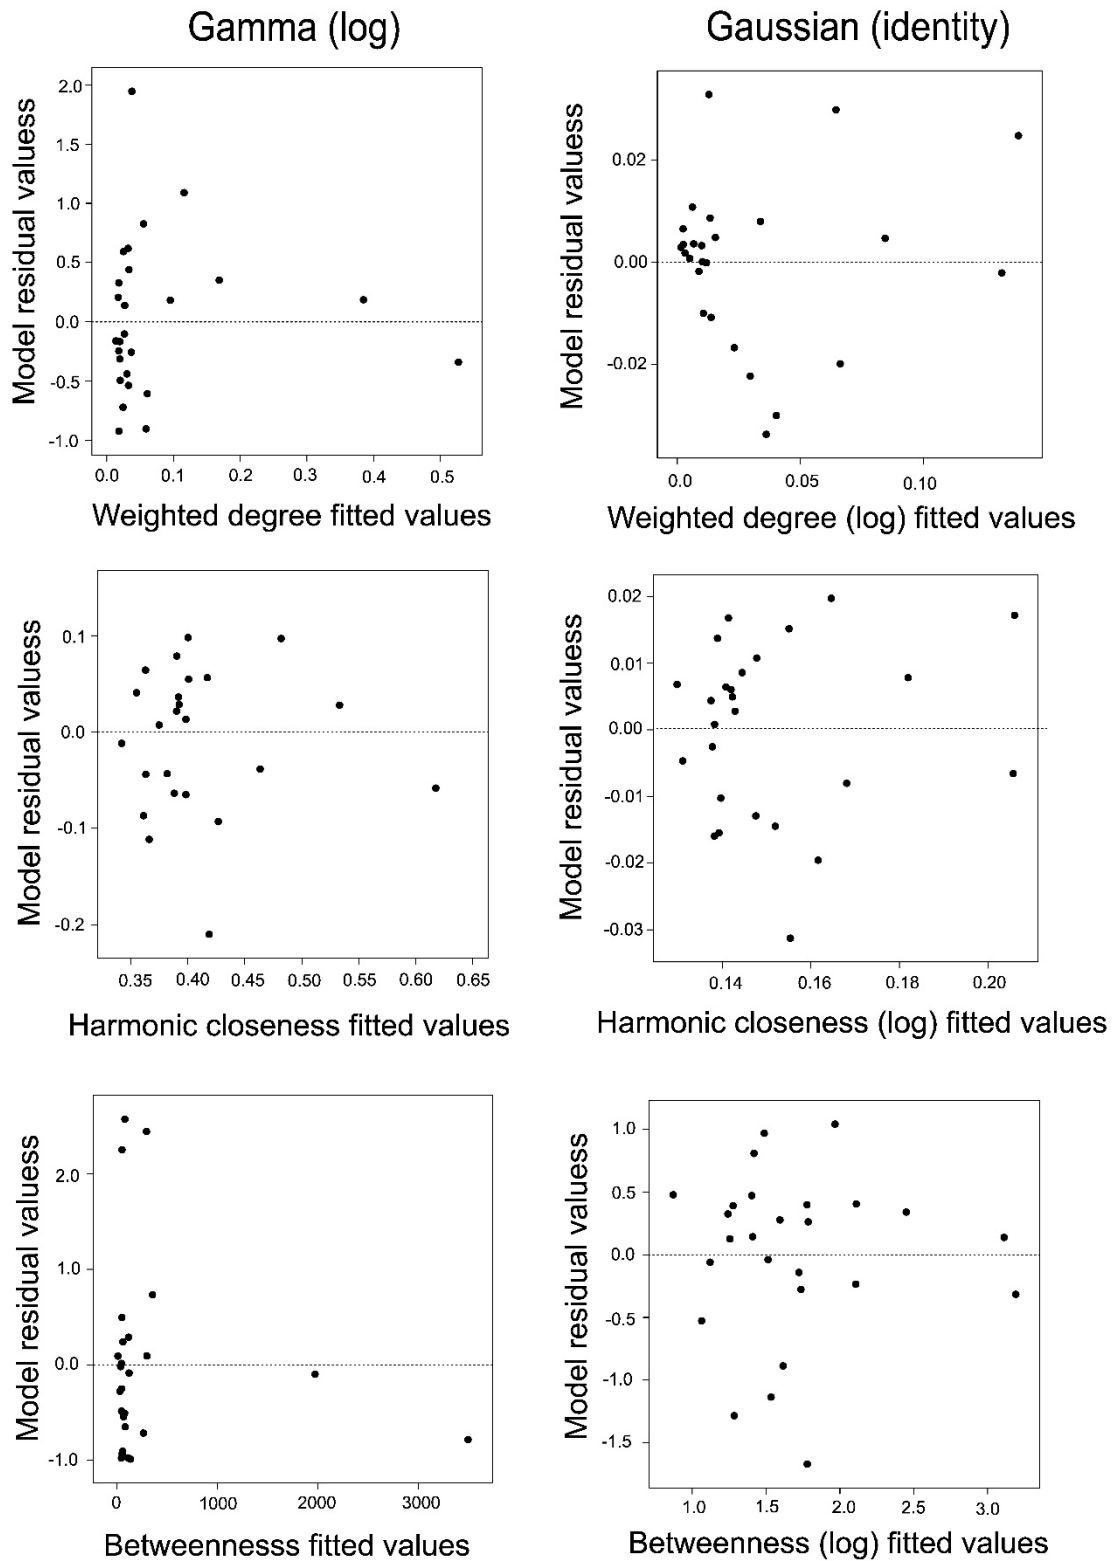 Gamma (log)
Gaussian (identity)
Model residual valuess
2.0
1.5
1.0
0.5
0.0
-0.5
-1.0
0.0 0.1 0.2 0.3 0.4 0.5
Weighted degree fitted values
Model residual valuess
0.02
0.00
-0.02
0.0 0.05 0.10
Weighted degree (log) fitted values
Model residual valuess
0.1
0.0
-0.1
-0.2
0.35 0.40 0.45 0.50 0.55 0.60 0.65
Harmonic closeness fitted values
Model residual valuess
0.02
0.01
0.00
-0.01
-0.02
-0.03
0.14 0.16 0.18 0.20
Harmonic closeness (log) fitted values
Model residual valuess
2.0
1.0
0.0
-1.0
0 1000 2000 3000
Betweennesss fitted values
Model residual valuess
1.0
0.5
0.0
-0.5
-1.0
-1.5
1.0 1.5 2.0 2.5 3.0
Betweenness (log) fitted values